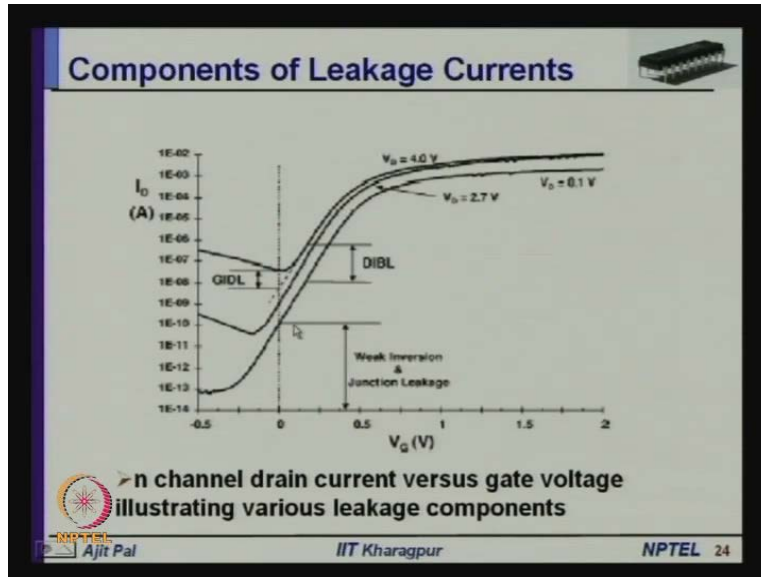 Components of Leakage Currents
1E-02
1E-03
1E-04
1E-05
1E-06
1E-07
1E-08
1E-09
1E-10
1E-11
1E-12
1E-13
1E-14
I_D
(A)
V_D = 4.0 V
V_D = 2.7 V
V_D = 0.1 V
GIDL
DIBL
Weak Inversion
&
Junction Leakage
-0.5
0
0.5
1
1.5
2
V_G (V)
➢n channel drain current versus gate voltage
illustrating various leakage components
NPTEL
Ajit Pal
IIT Kharagpur
NPTEL 24